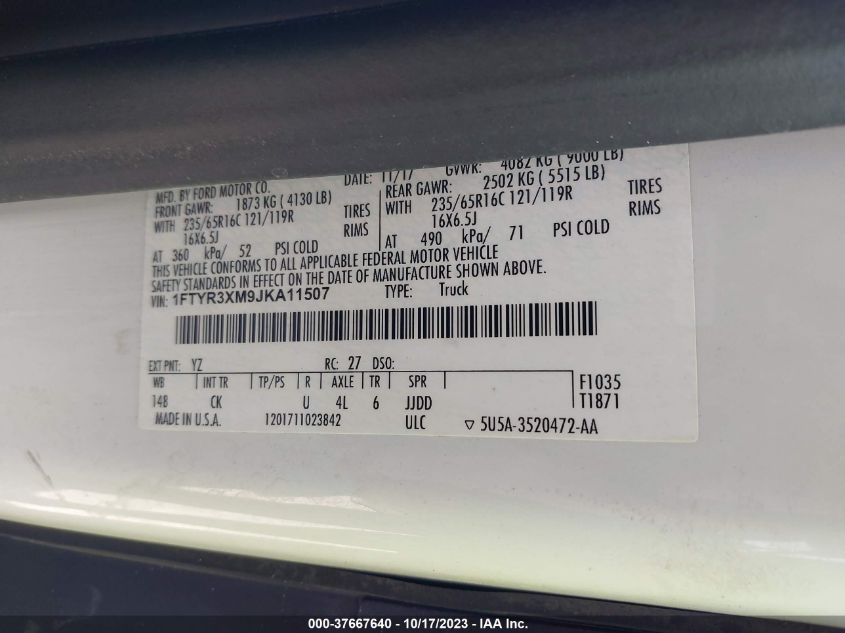 MFD. BY FORD MOTOR CO.
DATE: 11/17 GVWR: 4082 KG ( 9000 LB)
FRONT GAWR: 1873 KG ( 4130 LB)
REAR GAWR: 2502 KG ( 5515 LB)
WITH 235/65R16C 121/119R TIRES
WITH 235/65R16C 121/119R TIRES
16X6.5J RIMS
16X6.5J RIMS
AT 360 kPa/ 52 PSI COLD
AT 490 kPa/ 71 PSI COLD
THIS VEHICLE CONFORMS TO ALL APPLICABLE FEDERAL MOTOR VEHICLE
SAFETY STANDARDS IN EFFECT ON THE DATE OF MANUFACTURE SHOWN ABOVE.
VIN: 1FTYR3XM9JKA11507 TYPE: Truck
EXT PNT: YZ RC: 27 DSO:
WB INT TR TP/PS R AXLE TR SPR F1035
148 CK U 4L 6 JJDD T1871
MADE IN U.S.A. 1201711023842 ULC ▽ 5U5A-3520472-AA
000-37667640 - 10/17/2023 - IAA Inc.